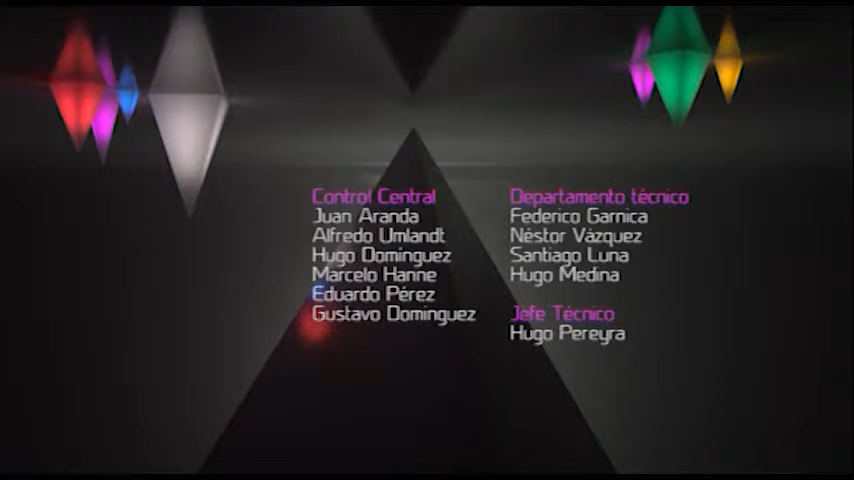 Control Central
Juan Aranda
Alfredo Umlandt
Hugo Domínguez
Marcelo Hanne
Eduardo Pérez
Gustavo Domínguez
Departamento técnico
Federico Garnica
Néstor Vázquez
Santiago Luna
Hugo Medina
Jefe Técnico
Hugo Pereyra